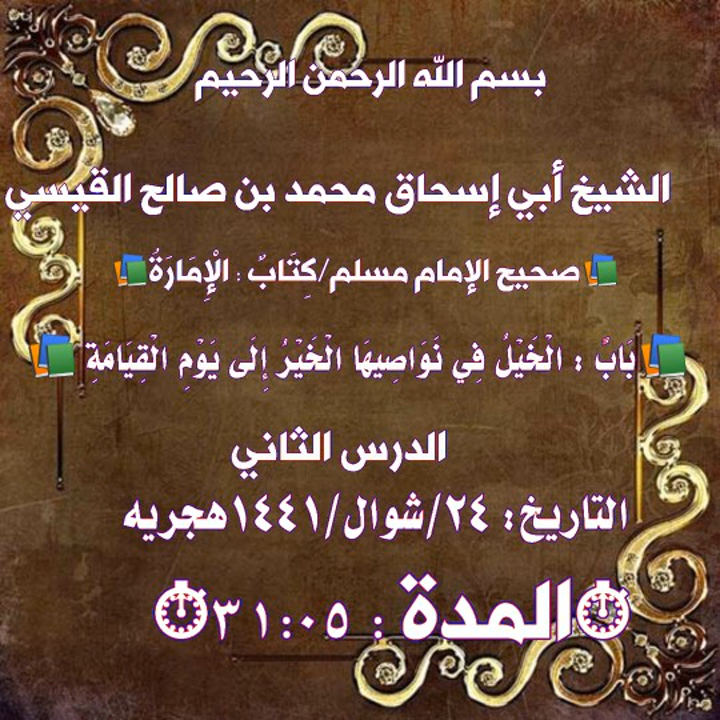 بسم الله الرحمن الرحيم
الشيخ أبي إسحاق محمد بن صالح القيسي
صحيح الإمام مسلم/كِتَابٌ : الْإِمَارَةُ
بَابٌ : الْخَيْلُ فِي نَوَاصِيهَا الْخَيْرُ إِلَى يَوْمِ الْقِيَامَةِ
الدرس الثاني
التاريخ: ٢٤/شوال/١٤٤١هجريه
المدة : ٣١:٠٥